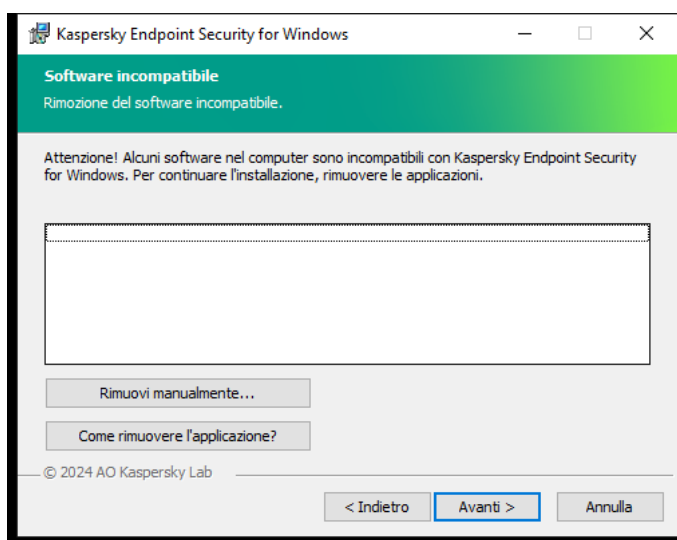 Kaspersky Endpoint Security for Windows
Software incompatibile
Rimozione del software incompatibile.
Attenzione! Alcuni software nel computer sono incompatibili con Kaspersky Endpoint Security
for Windows. Per continuare l'installazione, rimuovere le applicazioni.
Rimuovi manualmente...
Come rimuovere l'applicazione?
© 2024 AO Kaspersky Lab
< Indietro Avanti > Annulla